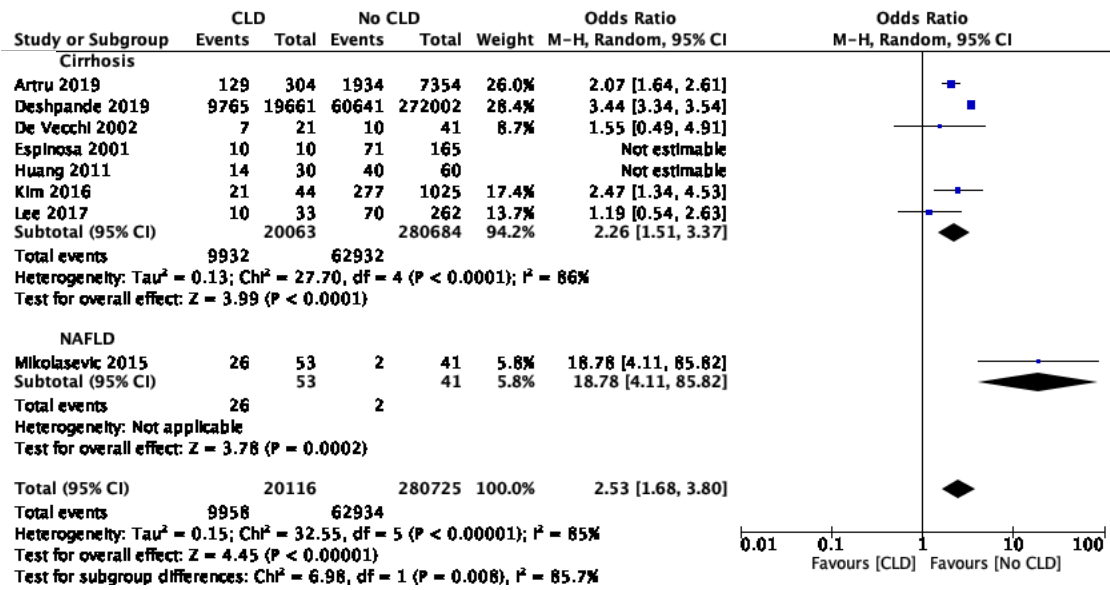 CLD No CLD Odds Ratio Odds Ratio
Study or Subgroup Events Total Events Total Weight M-H, Random, 95% CI M-H, Random, 95% CI
Cirrhosis
Artru 2019 129 304 1934 7354 26.0% 2.07 [1.64, 2.61]
Deshpande 2019 9765 19661 60641 272002 28.4% 3.44 [3.34, 3.54]
De Vecchi 2002 7 21 10 41 8.7% 1.55 [0.49, 4.91]
Espinosa 2001 10 10 71 165 Not estimable
Huang 2011 14 30 40 60 Not estimable
Kim 2016 21 44 277 1025 17.4% 2.47 [1.34, 4.53]
Lee 2017 10 33 70 262 13.7% 1.19 [0.54, 2.63]
Subtotal (95% CI) 20063 280684 94.2% 2.26 [1.51, 3.37]
Total events 9932 62932
Heterogeneity: Tau² = 0.13; Chi² = 27.70, df = 4 (P < 0.0001); I² = 86%
Test for overall effect: Z = 3.99 (P < 0.0001)
NAFLD
Mikolasevic 2015 26 53 2 41 5.8% 18.78 [4.11, 85.82]
Subtotal (95% CI) 53 41 5.8% 18.78 [4.11, 85.82]
Total events 26 2
Heterogeneity: Not applicable
Test for overall effect: Z = 3.78 (P = 0.0002)
Total (95% CI) 20116 280725 100.0% 2.53 [1.68, 3.80]
Total events 9958 62934
Heterogeneity: Tau² = 0.15; Chi² = 32.55, df = 5 (P < 0.00001); I² = 85%
Test for overall effect: Z = 4.45 (P < 0.00001)
Test for subgroup differences: Chi² = 6.98, df = 1 (P = 0.008), I² = 85.7%
0.01 0.1 1 10 100
Favours [CLD] Favours [No CLD]